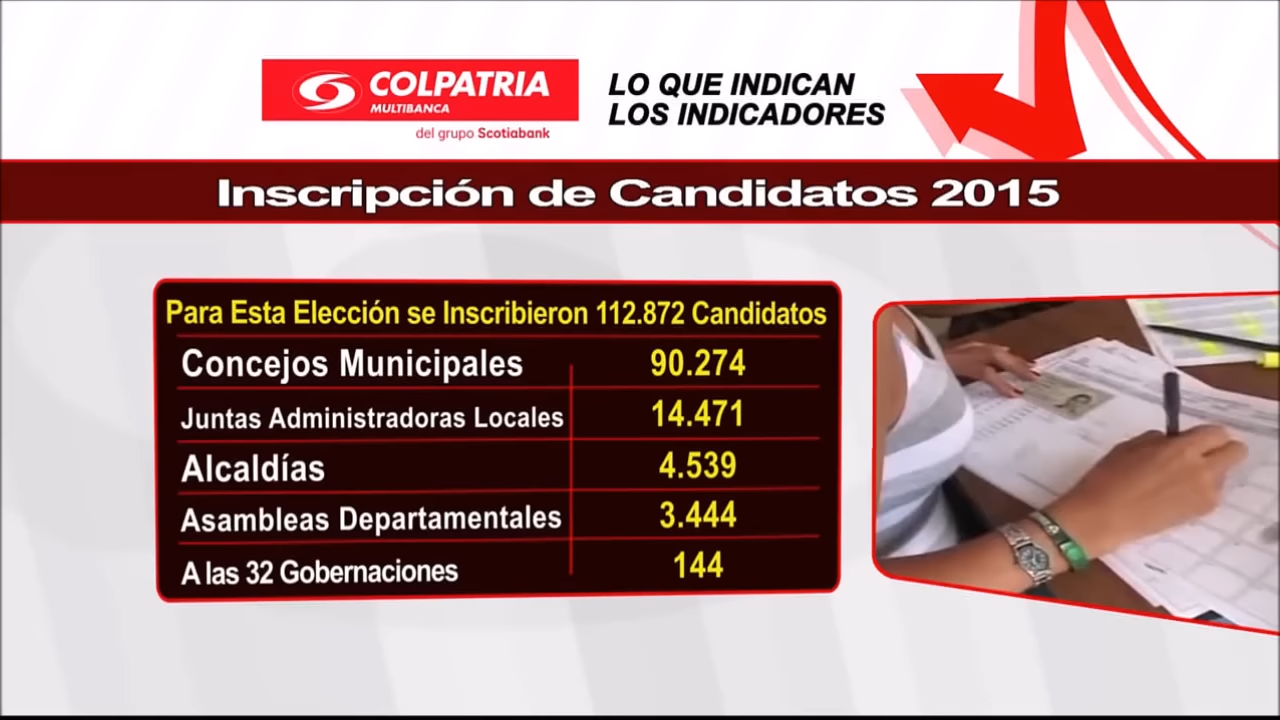 COLPATRIA
MULTIBANCA
del grupo Scotiabank
LO QUE INDICAN
LOS INDICADORES
Inscripción de Candidatos 2015
Para Esta Elección se Inscribieron 112.872 Candidatos
Concejos Municipales 90.274
Juntas Administradoras Locales 14.471
Alcaldías 4.539
Asambleas Departamentales 3.444
A las 32 Gobernaciones 144